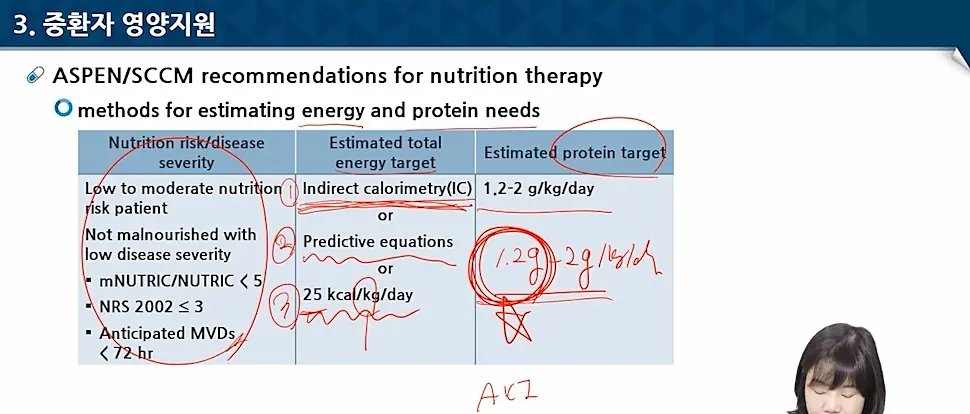 3. 중환자 영양지원
ASPEN/SCCM recommendations for nutrition therapy
methods for estimating energy and protein needs
Nutrition risk/disease
severity
Estimated total
energy target
Estimated protein target
Low to moderate nutrition
risk patient
Not malnourished with
low disease severity
▪ mNUTRIC/NUTRIC < 5
▪ NRS 2002 ≤ 3
▪ Anticipated MVDs
< 72 hr
① Indirect calorimetry(IC)
or
② Predictive equations
or
③ 25 kcal/kg/day
1.2-2 g/kg/day
1.2g - 2g/kg/d
AKI